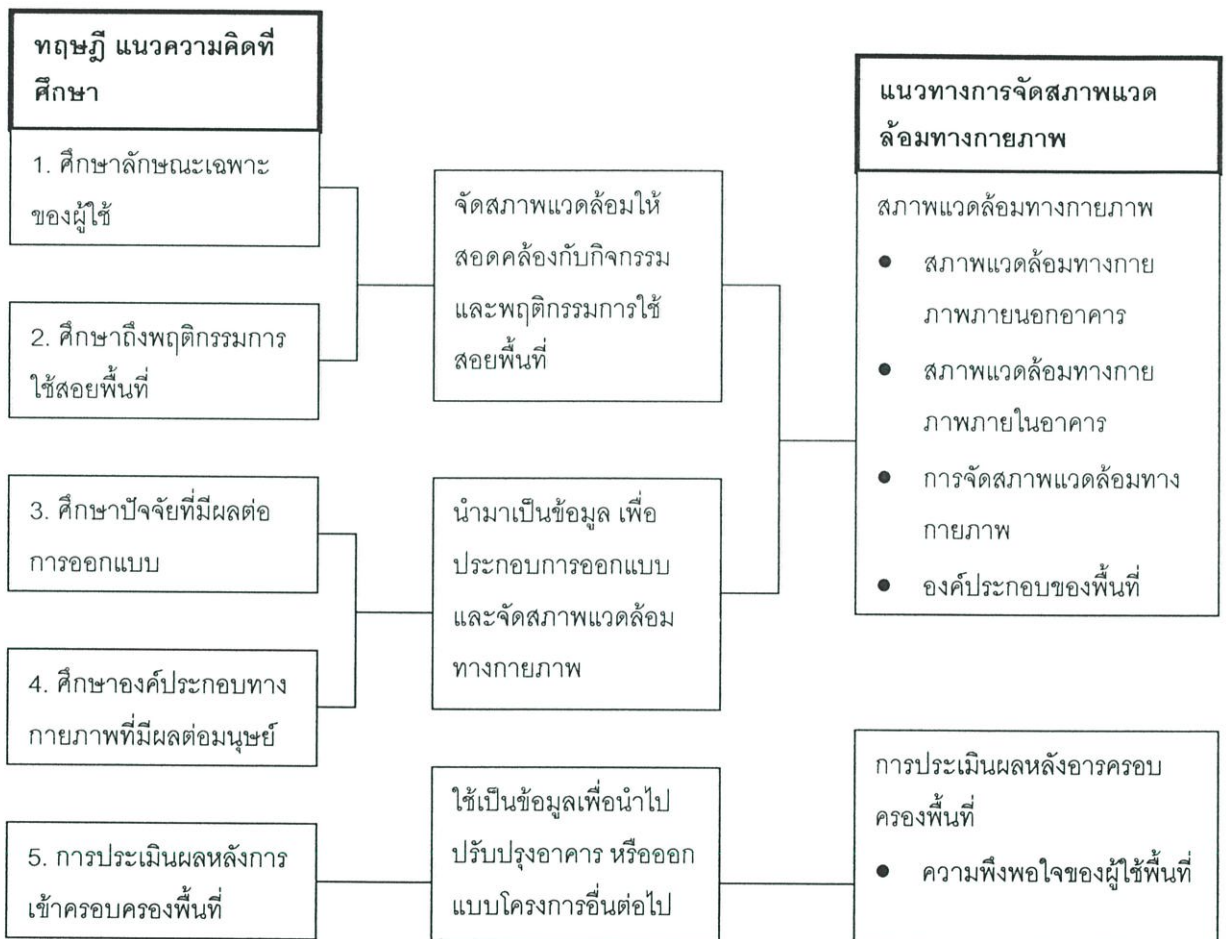 ทฤษฎี แนวความคิดที่
ศึกษา
1. ศึกษาลักษณะเฉพาะ
ของผู้ใช้
2. ศึกษาถึงพฤติกรรมการ
ใช้สอยพื้นที่
3. ศึกษาปัจจัยที่มีผลต่อ
การออกแบบ
4. ศึกษาองค์ประกอบทาง
กายภาพที่มีผลต่อมนุษย์
5. การประเมินผลหลังการ
เข้าครอบครองพื้นที่
จัดสภาพแวดล้อมให้
สอดคล้องกับกิจกรรม
และพฤติกรรมการใช้
สอยพื้นที่
นำมาเป็นข้อมูล เพื่อ
ประกอบการออกแบบ
และจัดสภาพแวดล้อม
ทางกายภาพ
ใช้เป็นข้อมูลเพื่อนำไป
ปรับปรุงอาคาร หรือออก
แบบโครงการอื่นต่อไป
แนวทางการจัดสภาพแวด
ล้อมทางกายภาพ
สภาพแวดล้อมทางกายภาพ
● สภาพแวดล้อมทางกาย
ภาพภายนอกอาคาร
● สภาพแวดล้อมทางกาย
ภาพภายในอาคาร
● การจัดสภาพแวดล้อมทาง
กายภาพ
● องค์ประกอบของพื้นที่
การประเมินผลหลังอารครอบ
ครองพื้นที่
● ความพึงพอใจของผู้ใช้พื้นที่